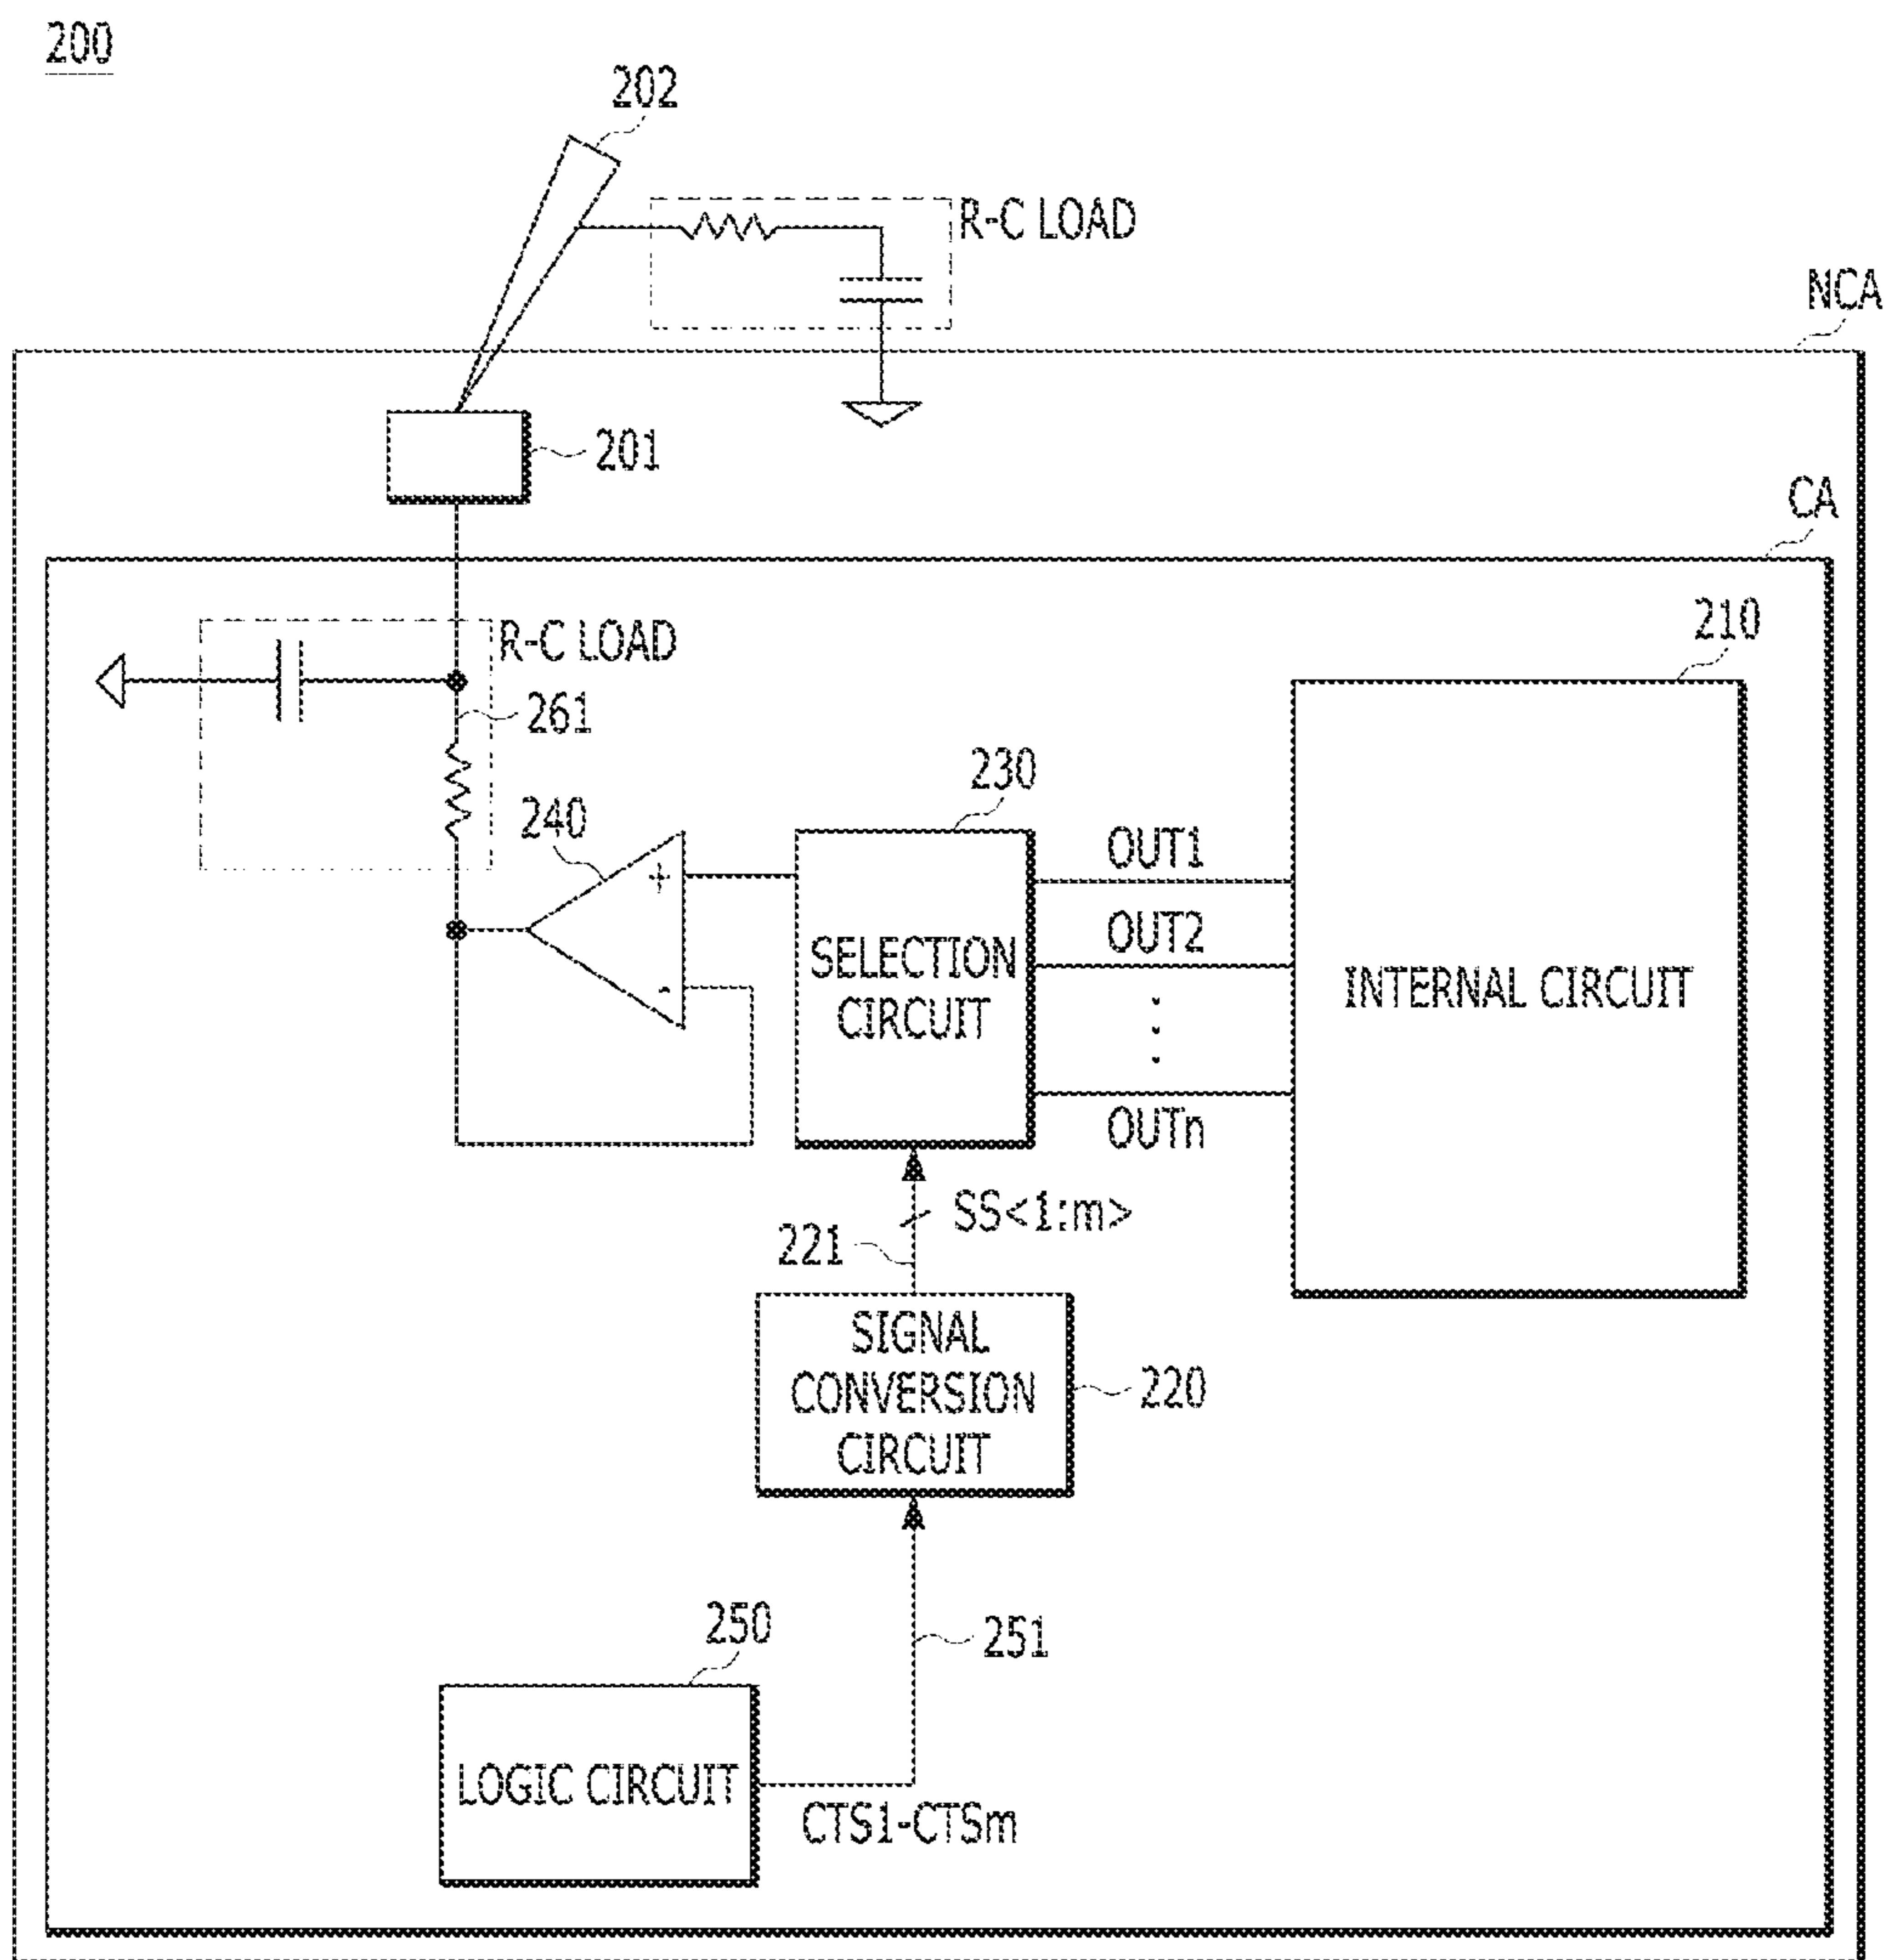 200
202
R-C LOAD
NCA
201
CA
R-C LOAD
210
261
230
240
OUT1
+
OUT2
SELECTION
CIRCUIT
INTERNAL CIRCUIT
-
OUTn
SS<1:m>
221
SIGNAL
CONVERSION
CIRCUIT
220
250
251
LOGIC CIRCUIT
CTS1-CTSm